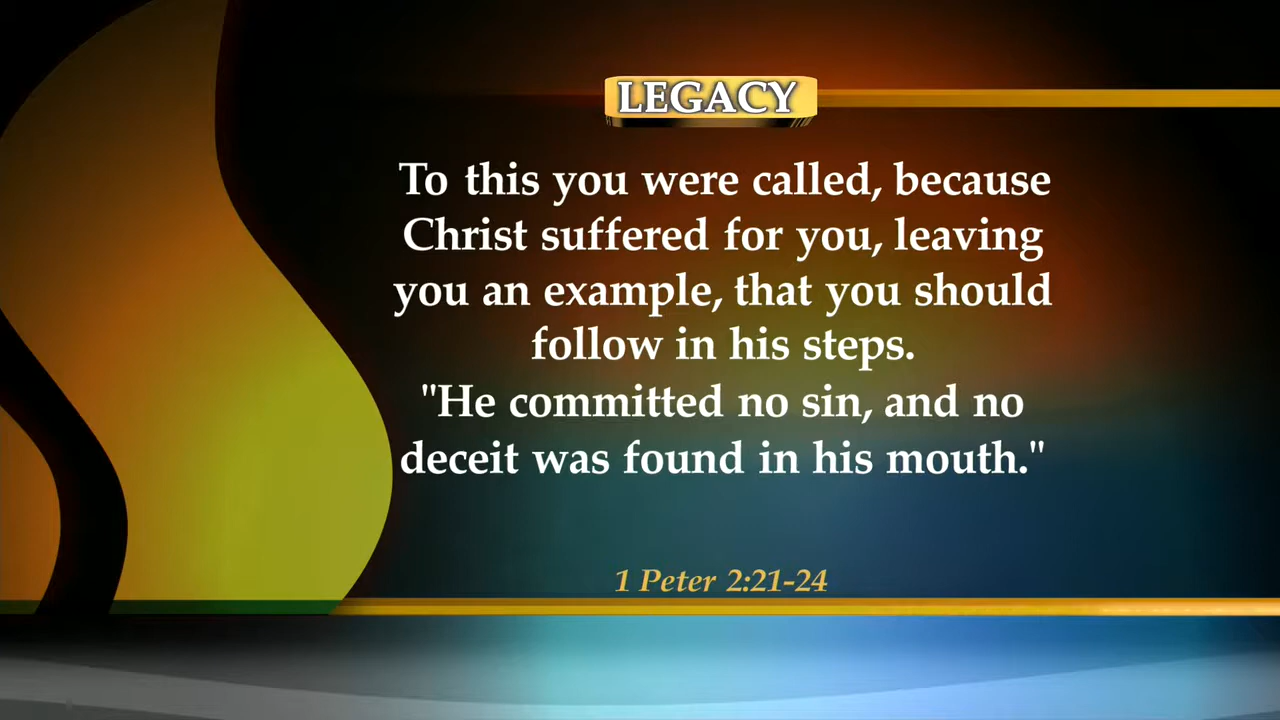 LEGACY
To this you were called, because
Christ suffered for you, leaving
you an example, that you should
follow in his steps.
"He committed no sin, and no
deceit was found in his mouth."
1 Peter 2:21-24